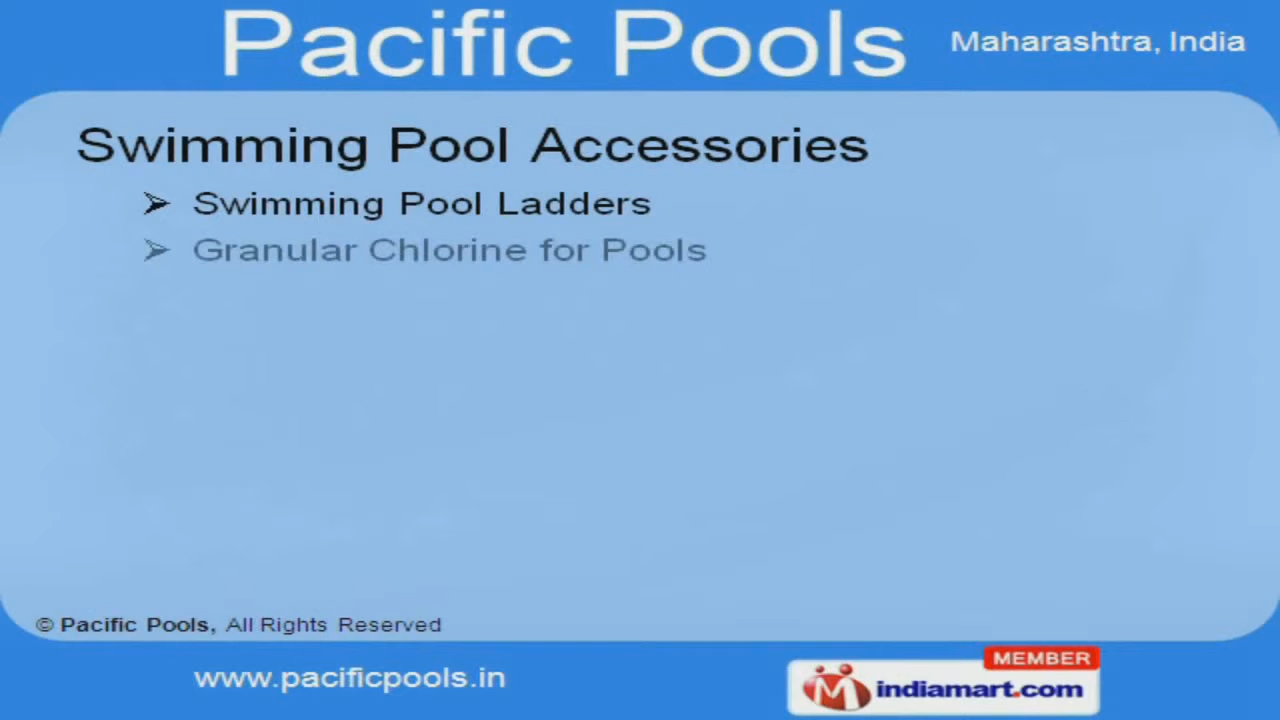 Pacific Pools
Maharashtra, India
Swimming Pool Accessories
➢ Swimming Pool Ladders
➢ Granular Chlorine for Pools
© Pacific Pools, All Rights Reserved
www.pacificpools.in
MEMBER
indiamart.com